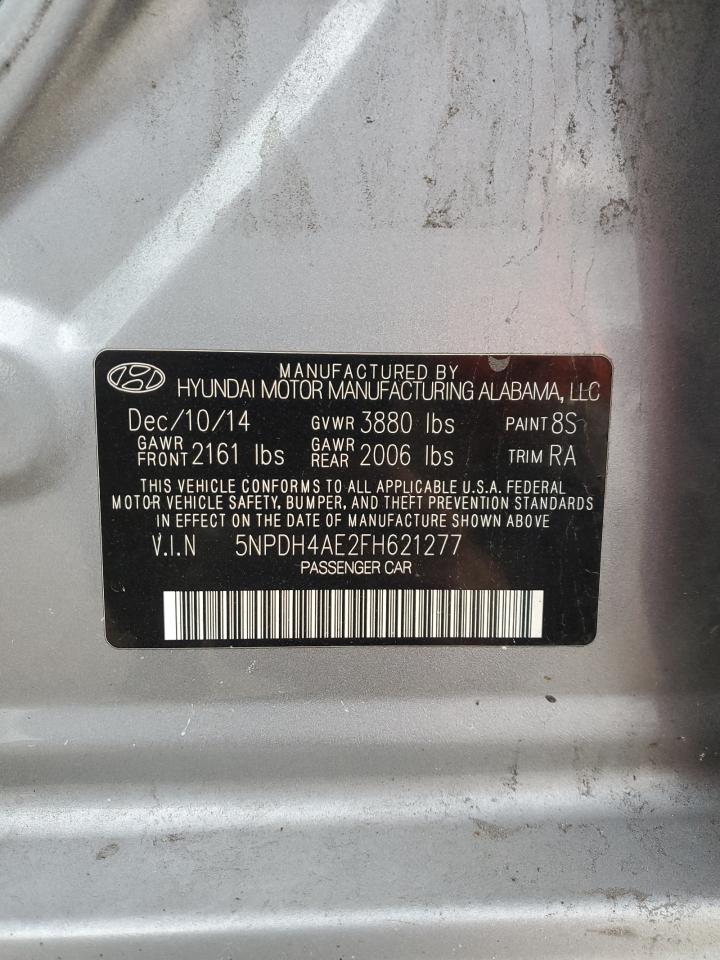 MANUFACTURED BY
HYUNDAI MOTOR MANUFACTURING ALABAMA, LLC
Dec/10/14 GVWR 3880 lbs PAINT 8S
GAWR FRONT 2161 lbs GAWR REAR 2006 lbs TRIM RA
THIS VEHICLE CONFORMS TO ALL APPLICABLE U.S.A. FEDERAL
MOTOR VEHICLE SAFETY, BUMPER, AND THEFT PREVENTION STANDARDS
IN EFFECT ON THE DATE OF MANUFACTURE SHOWN ABOVE
V.I.N 5NPDH4AE2FH621277
PASSENGER CAR